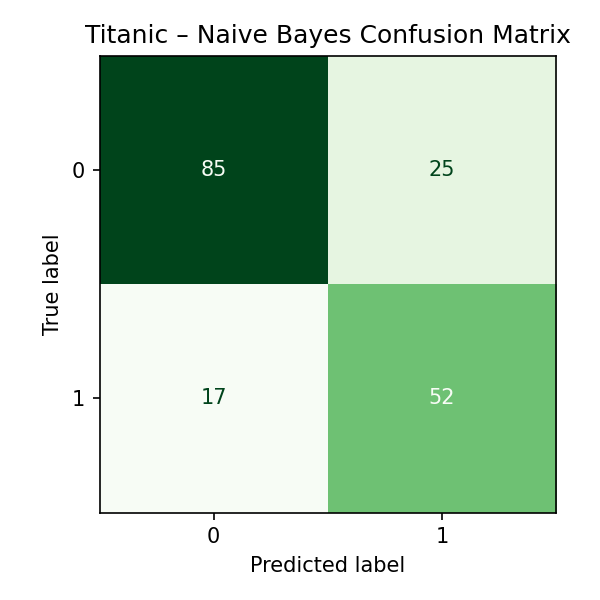 Titanic – Naive Bayes Confusion Matrix
True label
0
85
25
1
17
52
0
1
Predicted label